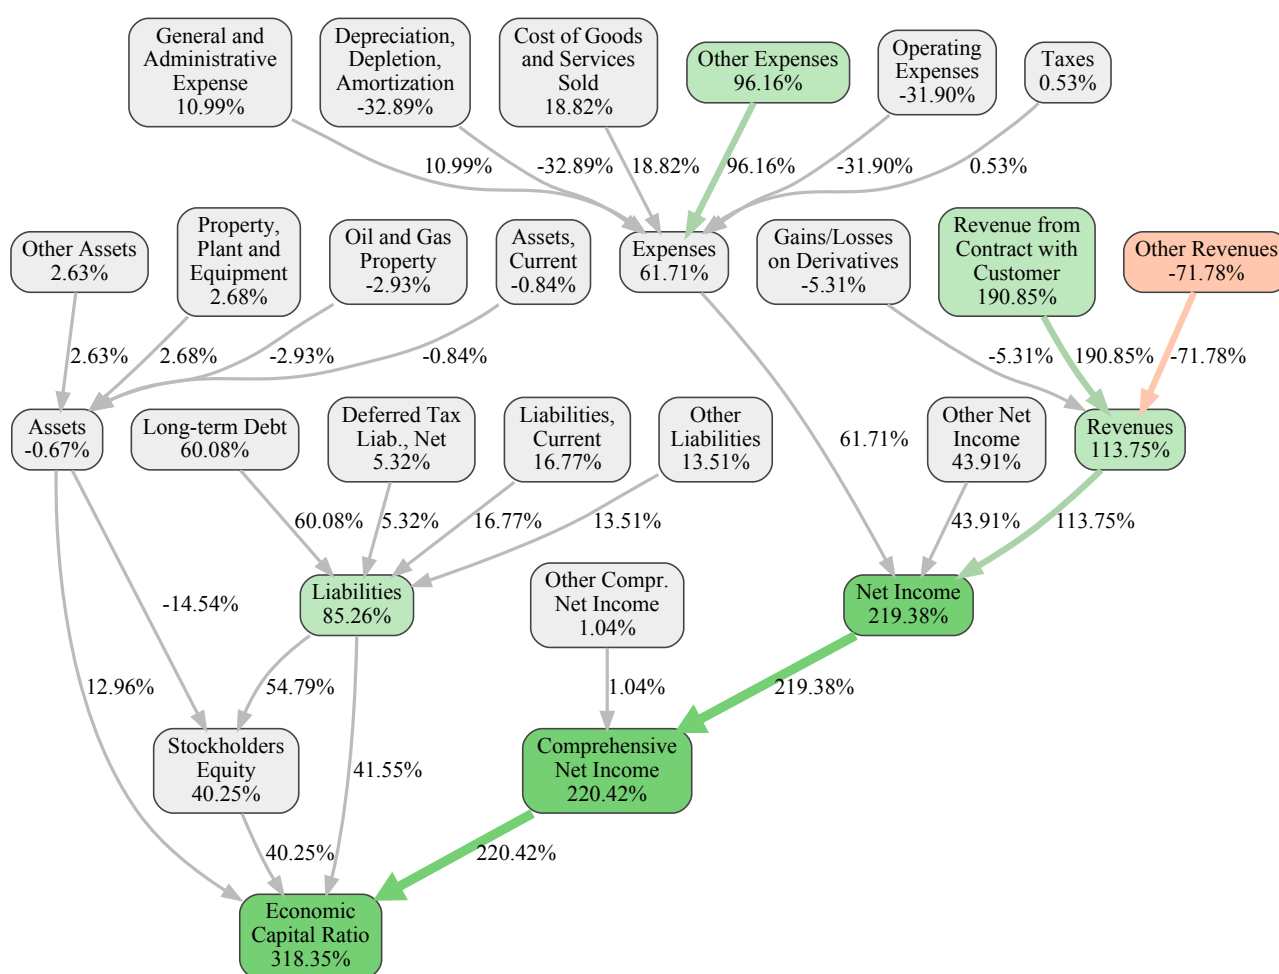 General and
Administrative
Expense
10.99%
Depreciation,
Depletion,
Amortization
-32.89%
Cost of Goods
and Services
Sold
18.82%
Other Expenses
96.16%
Operating
Expenses
-31.90%
Taxes
0.53%
10.99%
-32.89%
18.82%
96.16%
-31.90%
0.53%
Other Assets
2.63%
Property,
Plant and
Equipment
2.68%
Oil and Gas
Property
-2.93%
Assets,
Current
-0.84%
Expenses
61.71%
Gains/Losses
on Derivatives
-5.31%
Revenue from
Contract with
Customer
190.85%
Other Revenues
-71.78%
2.63%
2.68%
-2.93%
-0.84%
-5.31%
190.85%
-71.78%
Assets
-0.67%
Long-term Debt
60.08%
Deferred Tax
Liab., Net
5.32%
Liabilities,
Current
16.77%
Other
Liabilities
13.51%
61.71%
Other Net
Income
43.91%
Revenues
113.75%
60.08%
5.32%
16.77%
13.51%
43.91%
113.75%
-14.54%
Liabilities
85.26%
Other Compr.
Net Income
1.04%
Net Income
219.38%
12.96%
54.79%
1.04%
219.38%
Stockholders
Equity
40.25%
41.55%
Comprehensive
Net Income
220.42%
40.25%
220.42%
Economic
Capital Ratio
318.35%